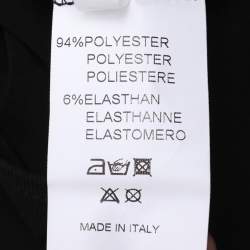 94%POLYESTER
POLYESTER
POLIESTERE
6%ELASTHAN
ELASTHANNE
ELASTOMERO
MADE IN ITALY